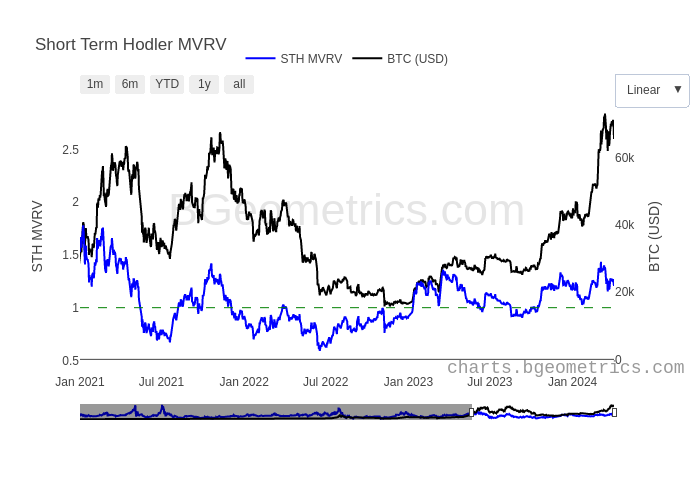 Short Term Hodler MVRV
STH MVRV BTC (USD)
1m 6m YTD 1y all
Linear ▼
2.5
2
1.5
1
0.5
STH MVRV
60k
40k
20k
0
BTC (USD)
BGeometrics.com
charts.bgeometrics.com
Jan 2021 Jul 2021 Jan 2022 Jul 2022 Jan 2023 Jul 2023 Jan 2024